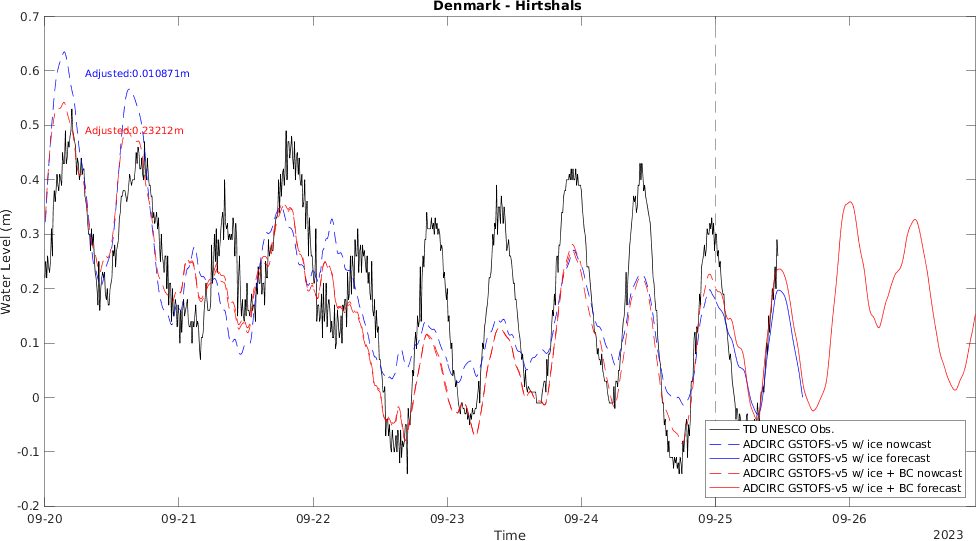 Denmark - Hirtshals
0.7
0.6
0.5
0.4
0.3
0.2
0.1
0
-0.1
-0.2
Water Level (m)
Adjusted:0.010871m
Adjusted:0.23212m
TD UNESCO Obs.
ADCIRC GSTOFS-v5 w/ ice nowcast
ADCIRC GSTOFS-v5 w/ ice forecast
ADCIRC GSTOFS-v5 w/ ice + BC nowcast
ADCIRC GSTOFS-v5 w/ ice + BC forecast
09-20 09-21 09-22 09-23 09-24 09-25 09-26
Time
2023